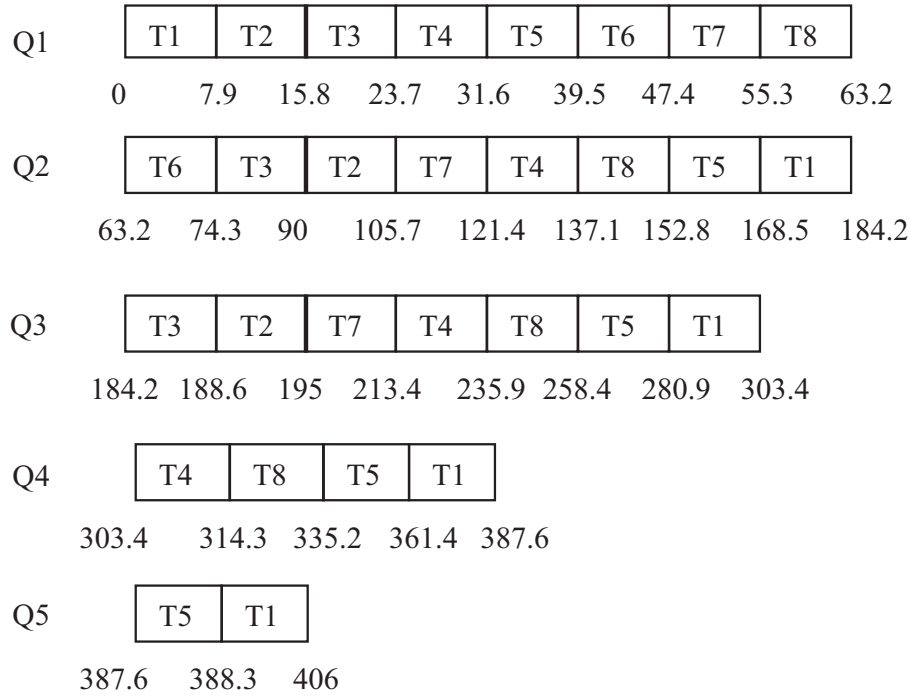 Q1 T1 T2 T3 T4 T5 T6 T7 T8
0 7.9 15.8 23.7 31.6 39.5 47.4 55.3 63.2
Q2 T6 T3 T2 T7 T4 T8 T5 T1
63.2 74.3 90 105.7 121.4 137.1 152.8 168.5 184.2
Q3 T3 T2 T7 T4 T8 T5 T1
184.2 188.6 195 213.4 235.9 258.4 280.9 303.4
Q4 T4 T8 T5 T1
303.4 314.3 335.2 361.4 387.6
Q5 T5 T1
387.6 388.3 406